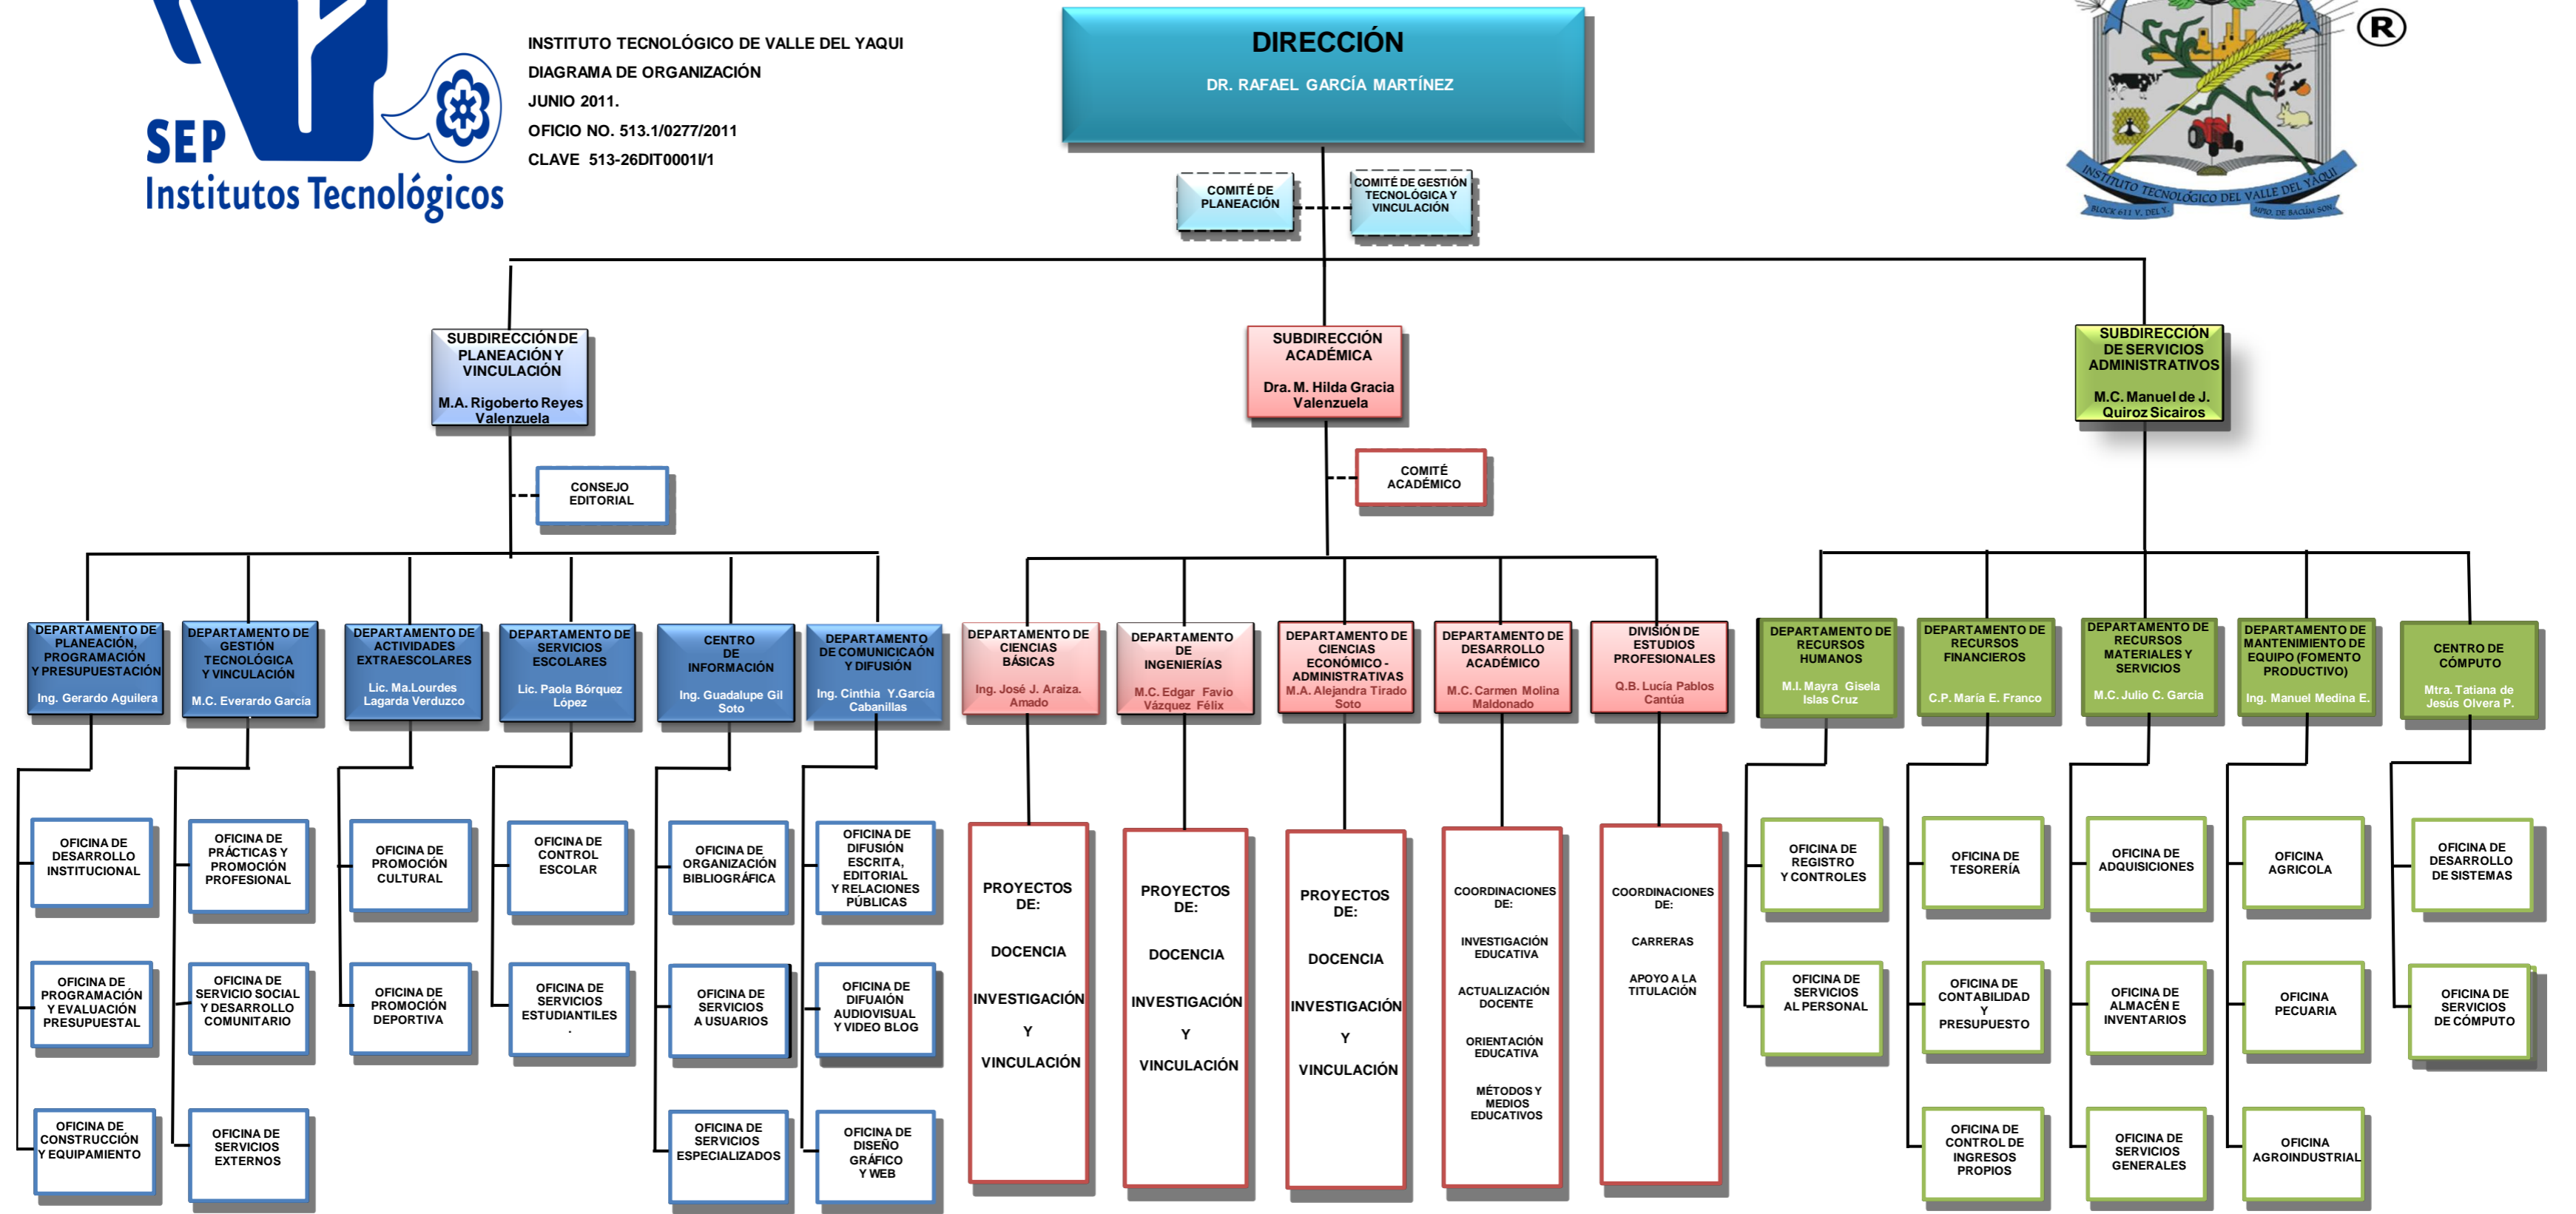 SEP
Institutos Tecnológicos
INSTITUTO TECNOLÓGICO DE VALLE DEL YAQUI
DIAGRAMA DE ORGANIZACIÓN
JUNIO 2011.
OFICIO NO. 513.1/0277/2011
CLAVE 513-26DIT0001I/1
DIRECCIÓN
DR. RAFAEL GARCÍA MARTÍNEZ
®
INSTITUTO TECNOLÓGICO DEL VALLE DEL YAQUI
BLOCK 611 V. DEL Y.
MPIO. DE BACÚM SON.
COMITÉ DE
PLANEACIÓN
COMITÉ DE GESTIÓN
TECNOLÓGICA Y
VINCULACIÓN
SUBDIRECCIÓN DE
PLANEACIÓN Y
VINCULACIÓN
M.A. Rigoberto Reyes
Valenzuela
SUBDIRECCIÓN
ACADÉMICA
Dra. M. Hilda Gracia
Valenzuela
SUBDIRECCIÓN
DE SERVICIOS
ADMINISTRATIVOS
M.C. Manuel de J.
Quiroz Sicairos
CONSEJO
EDITORIAL
COMITÉ
ACADÉMICO
DEPARTAMENTO DE
PLANEACIÓN,
PROGRAMACIÓN
Y PRESUPUESTACIÓN
Ing. Gerardo Aguilera
DEPARTAMENTO DE
GESTIÓN
TECNOLÓGICA
Y VINCULACIÓN
M.C. Everardo García
DEPARTAMENTO DE
ACTIVIDADES
EXTRAESCOLARES
Lic. Ma.Lourdes
Lagarda Verduzco
DEPARTAMENTO DE
SERVICIOS
ESCOLARES
Lic. Paola Bórquez
López
CENTRO
DE
INFORMACIÓN
Ing. Guadalupe Gil
Soto
DEPARTAMENTO
DE COMUNICICAÓN
Y DIFUSIÓN
Ing. Cinthia Y.García
Cabanillas
DEPARTAMENTO DE
CIENCIAS
BÁSICAS
Ing. José J. Araiza.
Amado
DEPARTAMENTO
DE
INGENIERÍAS
M.C. Edgar Favio
Vázquez Félix
DEPARTAMENTO DE
CIENCIAS
ECONÓMICO -
ADMINISTRATIVAS
M.A. Alejandra Tirado
Soto
DEPARTAMENTO DE
DESARROLLO
ACADÉMICO
M.C. Carmen Molina
Maldonado
DIVISIÓN DE
ESTUDIOS
PROFESIONALES
Q.B. Lucía Pablos
Cantúa
DEPARTAMENTO DE
RECURSOS
HUMANOS
M.I. Mayra Gisela
Islas Cruz
DEPARTAMENTO DE
RECURSOS
FINANCIEROS
C.P. María E. Franco
DEPARTAMENTO DE
RECURSOS
MATERIALES Y
SERVICIOS
M.C. Julio C. Garcia
DEPARTAMENTO DE
MANTENIMIENTO DE
EQUIPO (FOMENTO
PRODUCTIVO)
Ing. Manuel Medina E.
CENTRO DE
CÓMPUTO
Mtra. Tatiana de
Jesús Olvera P.
OFICINA DE
DESARROLLO
INSTITUCIONAL
OFICINA DE
PRÁCTICAS Y
PROMOCIÓN
PROFESIONAL
OFICINA DE
PROMOCIÓN
CULTURAL
OFICINA DE
CONTROL
ESCOLAR
OFICINA DE
ORGANIZACIÓN
BIBLIOGRÁFICA
OFICINA DE
DIFUSIÓN
ESCRITA,
EDITORIAL
Y RELACIONES
PÚBLICAS
PROYECTOS
DE:
DOCENCIA
INVESTIGACIÓN
Y
VINCULACIÓN
PROYECTOS
DE:
DOCENCIA
INVESTIGACIÓN
Y
VINCULACIÓN
PROYECTOS
DE:
DOCENCIA
INVESTIGACIÓN
Y
VINCULACIÓN
COORDINACIONES
DE:
INVESTIGACIÓN
EDUCATIVA
ACTUALIZACIÓN
DOCENTE
ORIENTACIÓN
EDUCATIVA
MÉTODOS Y
MEDIOS
EDUCATIVOS
COORDINACIONES
DE:
CARRERAS
APOYO A LA
TITULACIÓN
OFICINA DE
REGISTRO
Y CONTROLES
OFICINA DE
TESORERÍA
OFICINA DE
ADQUISICIONES
OFICINA
AGRICOLA
OFICINA DE
DESARROLLO
DE SISTEMAS
OFICINA DE
PROGRAMACIÓN
Y EVALUACIÓN
PRESUPUESTAL
OFICINA DE
SERVICIO SOCIAL
Y DESARROLLO
COMUNITARIO
OFICINA DE
PROMOCIÓN
DEPORTIVA
OFICINA DE
SERVICIOS
ESTUDIANTILES
.
OFICINA DE
SERVICIOS
A USUARIOS
OFICINA DE
DIFUAIÓN
AUDIOVISUAL
Y VIDEO BLOG
OFICINA DE
SERVICIOS
AL PERSONAL
OFICINA DE
CONTABILIDAD
Y
PRESUPUESTO
OFICINA DE
ALMACÉN E
INVENTARIOS
OFICINA
PECUARIA
OFICINA DE
SERVICIOS
DE CÓMPUTO
OFICINA DE
CONSTRUCCIÓN
Y EQUIPAMIENTO
OFICINA DE
SERVICIOS
EXTERNOS
OFICINA DE
SERVICIOS
ESPECIALIZADOS
OFICINA DE
DISEÑO
GRÁFICO
Y WEB
OFICINA DE
CONTROL DE
INGRESOS
PROPIOS
OFICINA DE
SERVICIOS
GENERALES
OFICINA
AGROINDUSTRIAL